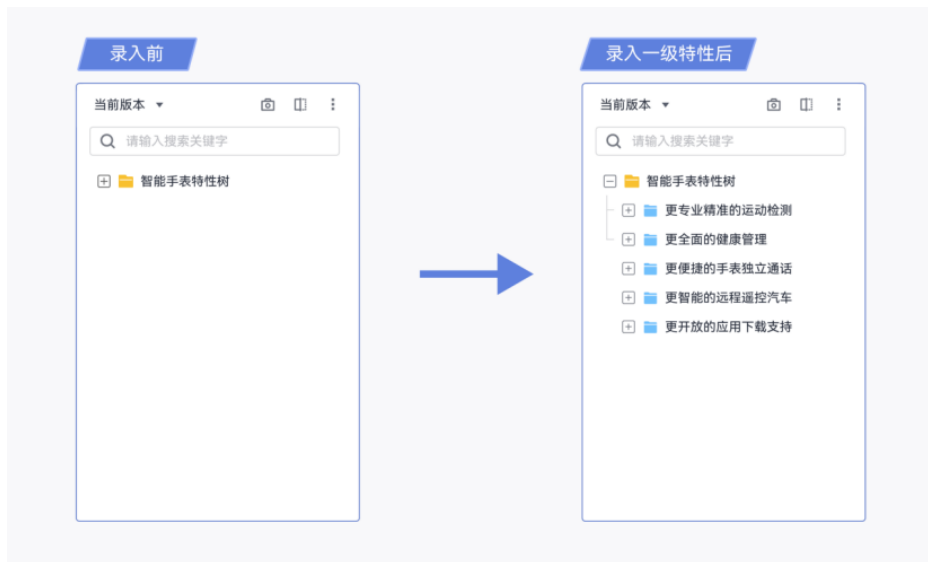 录入前
当前版本
请输入搜索关键字
智能手表特性树
录入一级特性后
当前版本
请输入搜索关键字
智能手表特性树
更专业精准的运动检测
更全面的健康管理
更便捷的手表独立通话
更智能的远程遥控汽车
更开放的应用下载支持